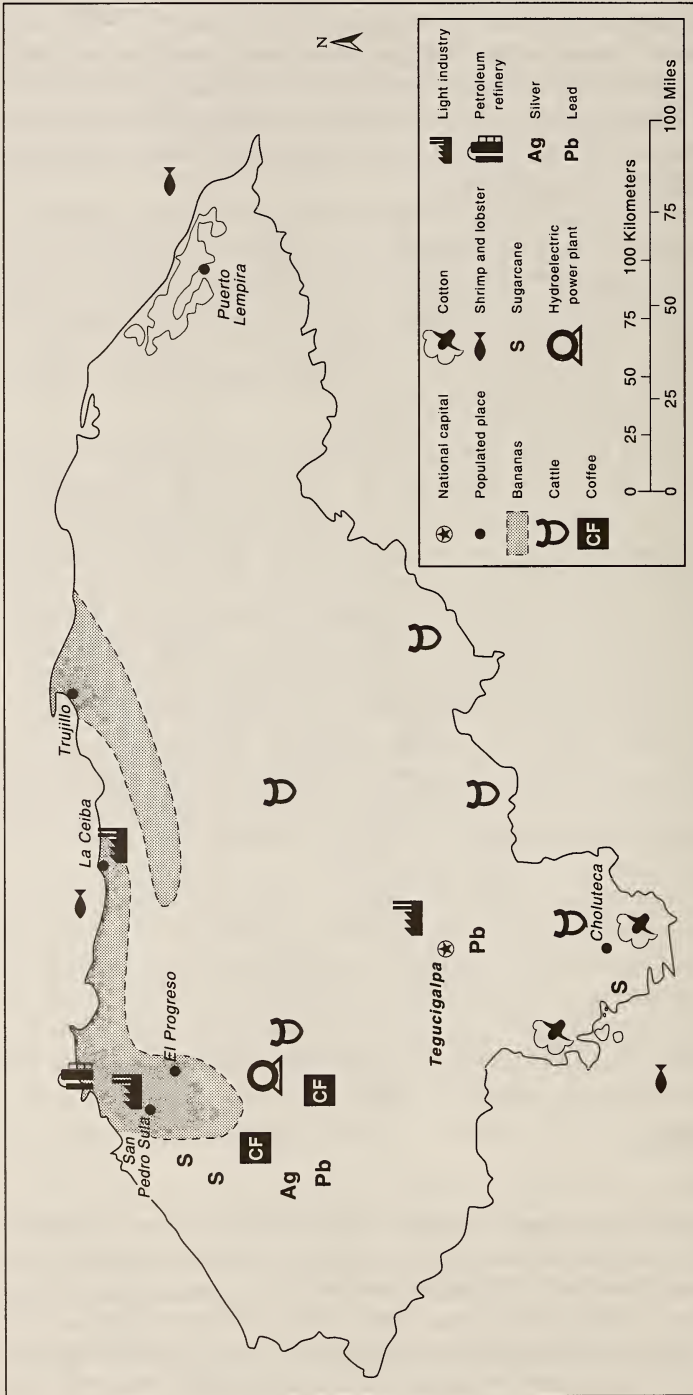 N
Trujillo
La Ceiba
San
Pedro Sula
El Progreso
Puerto
Lempira
S
S
CF
CF
Ag
Pb
Tegucigalpa
Pb
Choluteca
S
National capital
Populated place
Bananas
Cattle
CF Coffee
Cotton
Shrimp and lobster
S Sugarcane
Hydroelectric
power plant
Light industry
Petroleum
refinery
Ag Silver
Pb Lead
0 25 50 75 100 Kilometers
0 25 50 75 100 Miles